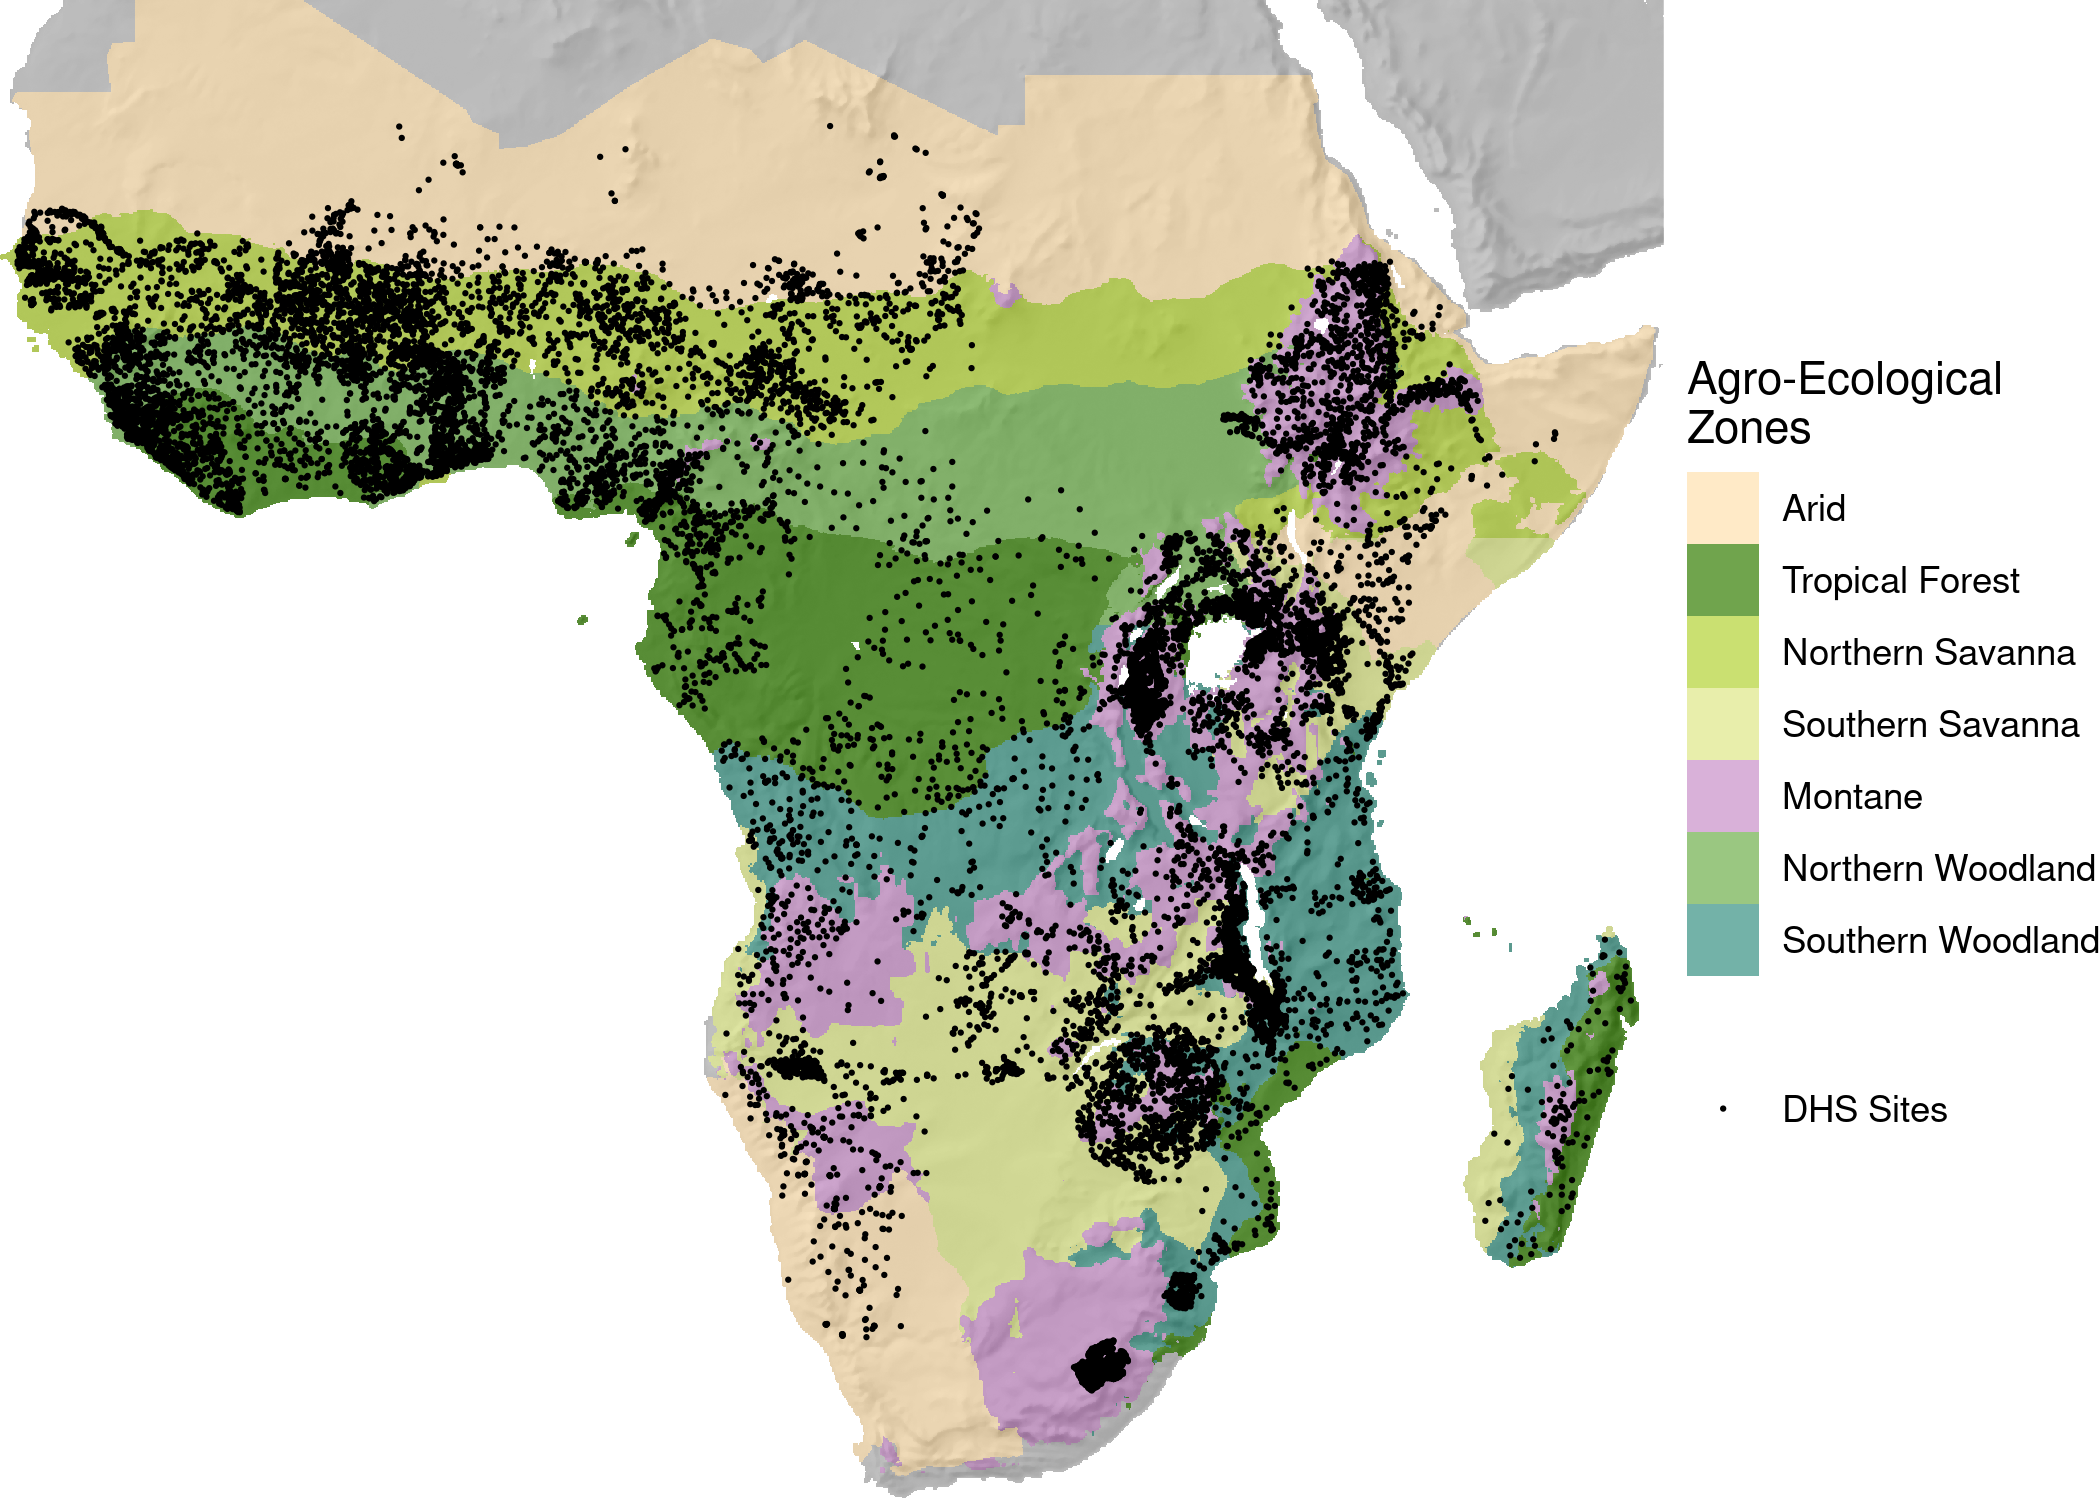 Agro-Ecological
Zones
Arid
Tropical Forest
Northern Savanna
Southern Savanna
Montane
Northern Woodland
Southern Woodland
DHS Sites